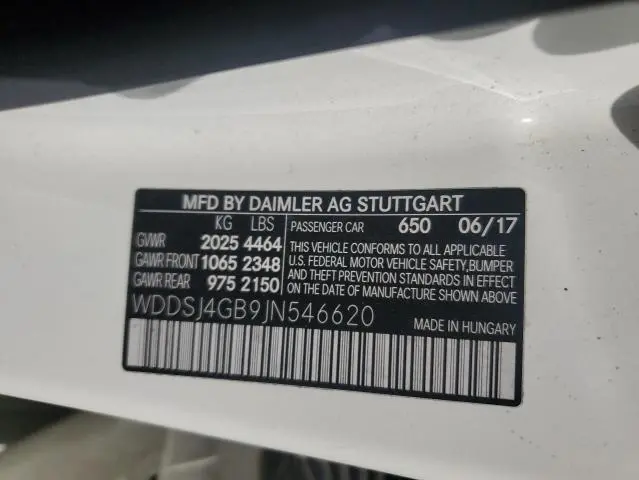 MFD BY DAIMLER AG STUTTGART
KG LBS
GVWR 2025 4464
GAWR FRONT 1065 2348
GAWR REAR 975 2150
PASSENGER CAR 650 06/17
THIS VEHICLE CONFORMS TO ALL APPLICABLE
U.S. FEDERAL MOTOR VEHICLE SAFETY, BUMPER
AND THEFT PREVENTION STANDARDS IN EFFECT
ON THE DATE OF MANUFACTURE SHOWN ABOVE
WDDSJ4GB9JN546620
MADE IN HUNGARY